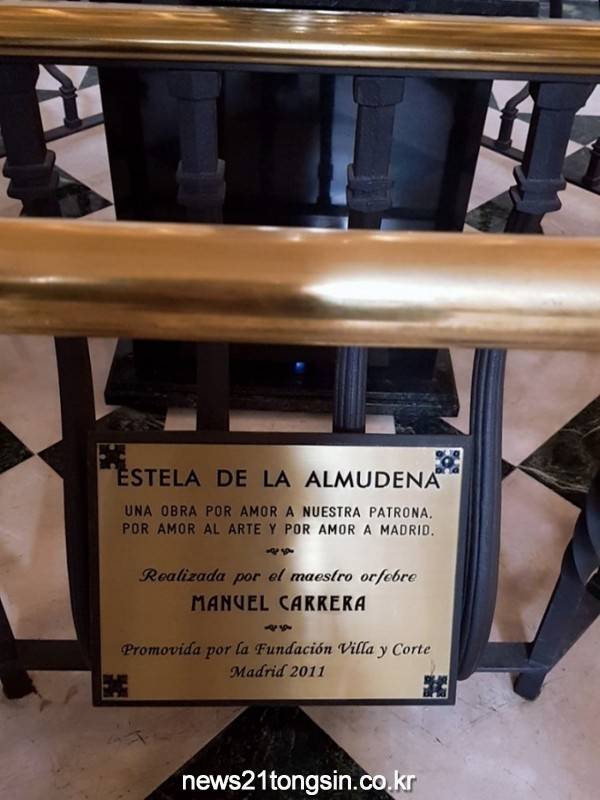 ESTELA DE LA ALMUDENA
UNA OBRA POR AMOR A NUESTRA PATRONA,
POR AMOR AL ARTE Y POR AMOR A MADRID.
Realizada por el maestro orfebre
MANUEL CARRERA
Promovida por la Fundación Villa y Corte
Madrid 2011
news21tongsin.co.kr